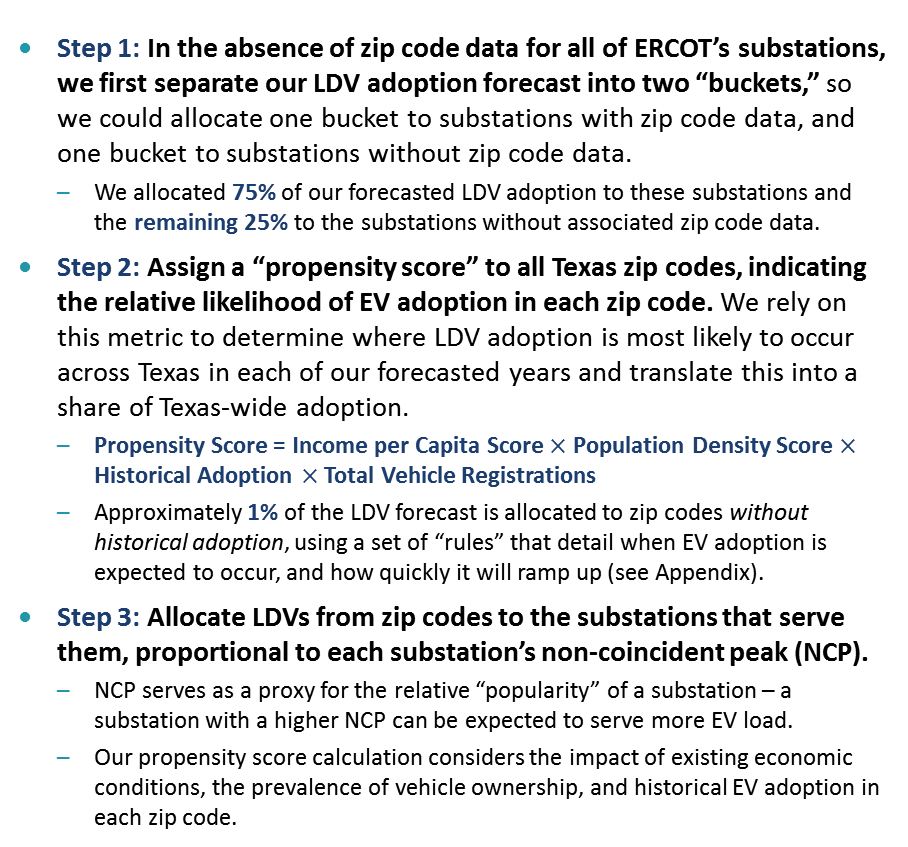 • Step 1: In the absence of zip code data for all of ERCOT’s substations,
we first separate our LDV adoption forecast into two “buckets,” so
we could allocate one bucket to substations with zip code data, and
one bucket to substations without zip code data.
– We allocated 75% of our forecasted LDV adoption to these substations and
the remaining 25% to the substations without associated zip code data.
• Step 2: Assign a “propensity score” to all Texas zip codes, indicating
the relative likelihood of EV adoption in each zip code. We rely on
this metric to determine where LDV adoption is most likely to occur
across Texas in each of our forecasted years and translate this into a
share of Texas-wide adoption.
– Propensity Score = Income per Capita Score × Population Density Score ×
Historical Adoption × Total Vehicle Registrations
– Approximately 1% of the LDV forecast is allocated to zip codes without
historical adoption, using a set of “rules” that detail when EV adoption is
expected to occur, and how quickly it will ramp up (see Appendix).
• Step 3: Allocate LDVs from zip codes to the substations that serve
them, proportional to each substation’s non-coincident peak (NCP).
– NCP serves as a proxy for the relative “popularity” of a substation – a
substation with a higher NCP can be expected to serve more EV load.
– Our propensity score calculation considers the impact of existing economic
conditions, the prevalence of vehicle ownership, and historical EV adoption in
each zip code.